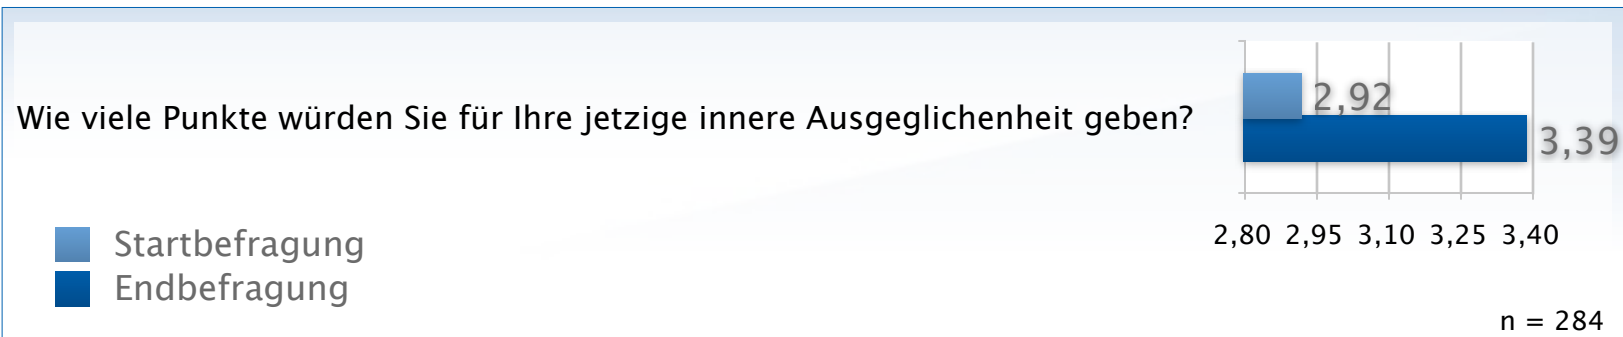 Wie viele Punkte würden Sie für Ihre jetzige innere Ausgeglichenheit geben?
2,92
3,39
2,80 2,95 3,10 3,25 3,40
Startbefragung
Endbefragung
n = 284